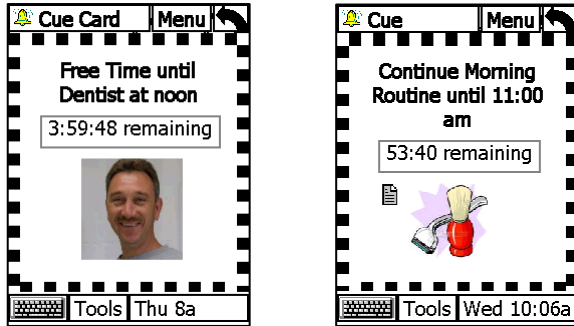 Cue Card Menu
Free Time until
Dentist at noon
3:59:48 remaining
Tools Thu 8a
Cue Menu
Continue Morning
Routine until 11:00
am
53:40 remaining
Tools Wed 10:06a